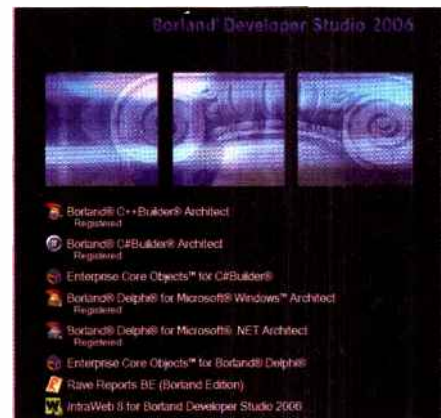 Borland® Developer Studio 2006
Borland® C++Builder® Architect
Registered
Borland® C#Builder® Architect
Registered
Enterprise Core Objects™ for C#Builder®
Borland® Delphi® for Microsoft® Windows™ Architect
Registered
Borland® Delphi® for Microsoft® .NET Architect
Registered
Enterprise Core Objects™ for Borland® Delphi®
Rave Reports BE (Borland Edition)
IntraWeb 8 for Borland Developer Studio 2006